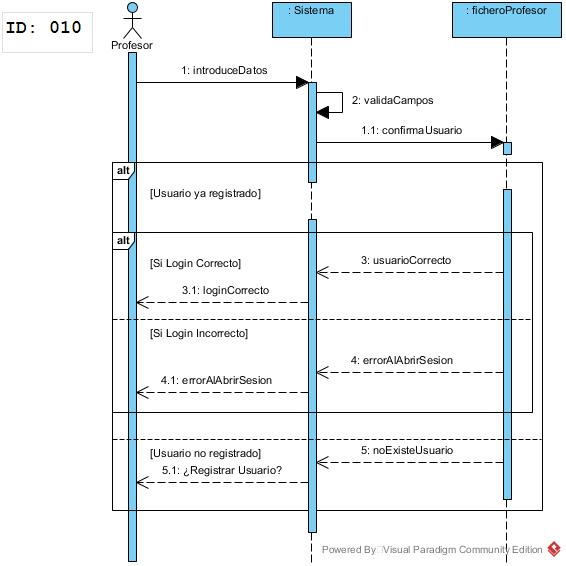 ID: 010
Profesor
: Sistema
: ficheroProfesor
1: introduceDatos
2: validaCampos
1.1: confirmaUsuario
alt
[Usuario ya registrado]
alt
[Si Login Correcto]
3: usuarioCorrecto
3.1: loginCorrecto
[Si Login Incorrecto]
4: errorAlAbrirSesion
4.1: errorAlAbrirSesion
[Usuario no registrado]
5: noExisteUsuario
5.1: ¿Registrar Usuario?
Powered By Visual Paradigm Community Edition